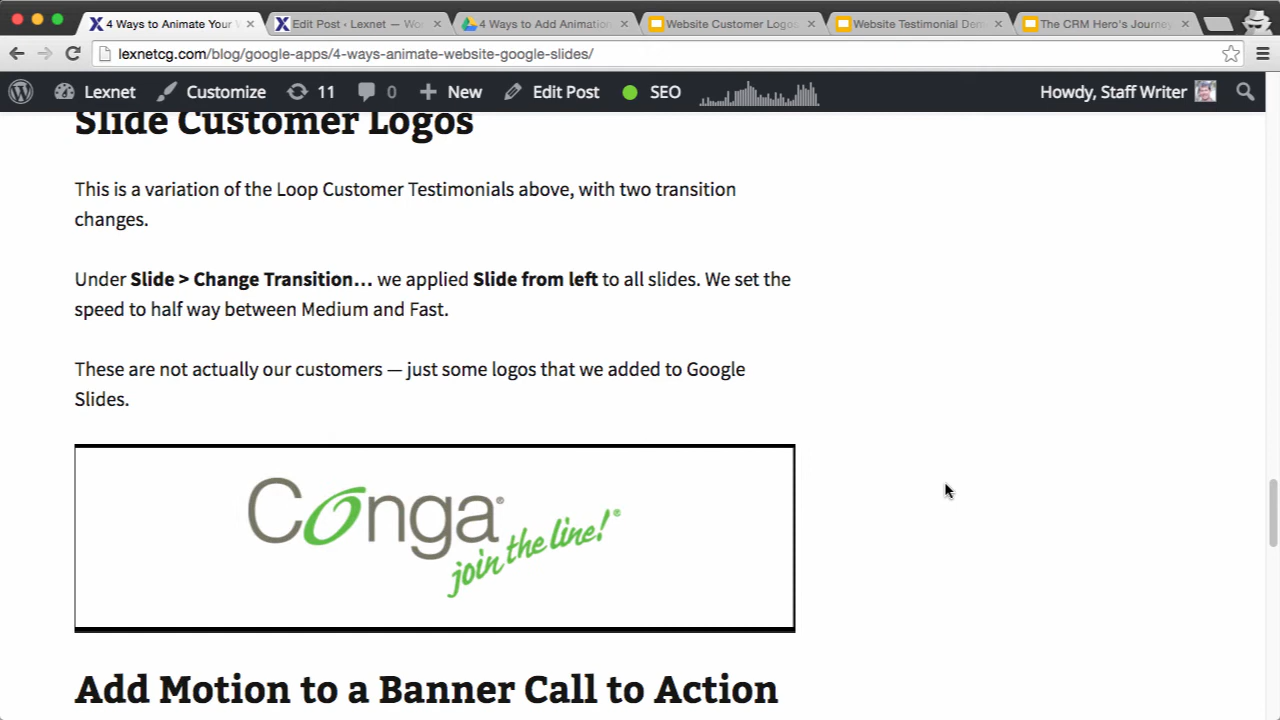 4 Ways to Animate Your W
Edit Post ‹ Lexnet — Wor
4 Ways to Add Animation
Website Customer Logos
Website Testimonial Dem
The CRM Hero's Journey
lexnetcg.com/blog/google-apps/4-ways-animate-website-google-slides/
Lexnet Customize 11 0 New Edit Post SEO Howdy, Staff Writer
Slide Customer Logos
This is a variation of the Loop Customer Testimonials above, with two transition
changes.
Under Slide > Change Transition… we applied Slide from left to all slides. We set the
speed to half way between Medium and Fast.
These are not actually our customers — just some logos that we added to Google
Slides.
Conga®
join the line!®
Add Motion to a Banner Call to Action